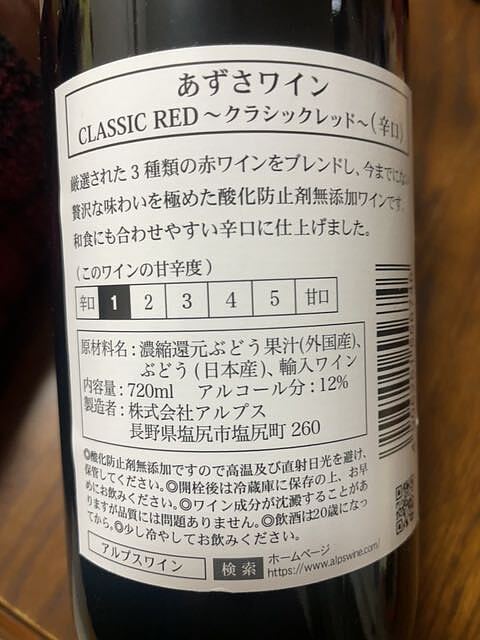 あずさワイン
CLASSIC RED ～クラシックレッド～(辛口)
厳選された3種類の赤ワインをブレンドし、今までにない
贅沢な味わいを極めた酸化防止剤無添加ワインです。
和食にも合わせやすい辛口に仕上げました。
(このワインの甘辛度)
辛口 1 2 3 4 5 甘口
原材料名：濃縮還元ぶどう果汁(外国産)、
ぶどう(日本産)、輸入ワイン
内容量：720ml アルコール分：12%
製造者：株式会社アルプス
長野県塩尻市塩尻町260
◎酸化防止剤無添加ですので高温及び直射日光を避け、
保管してください。◎開栓後は冷蔵庫に保存の上、お早
めにお飲みください。◎ワイン成分が沈澱することがあ
りますが品質には問題ありません。◎飲酒は20歳になっ
てから。◎少し冷やしてお飲みください。
アルプスワイン 検索 ホームページ
https://www.alpswine.com/